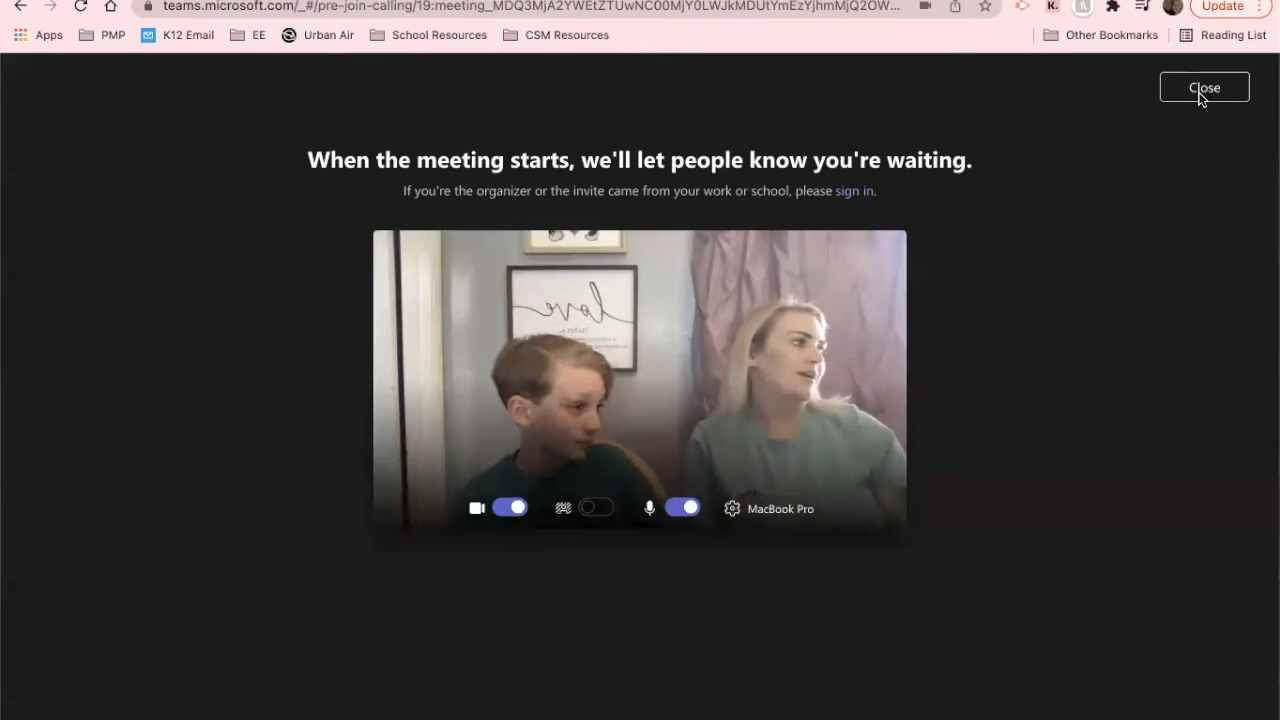 teams.microsoft.com/_#/pre-join-calling/19:meeting_MDQ3MjA2YWEtZTUwNC00MjY0LWJkMDUtYmEzYjhmMjQ2OW...
Update
Apps PMP K12 Email EE Urban Air School Resources CSM Resources Other Bookmarks Reading List
Close
When the meeting starts, we'll let people know you're waiting.
If you're the organizer or the invite came from your work or school, please sign in.
love
MacBook Pro